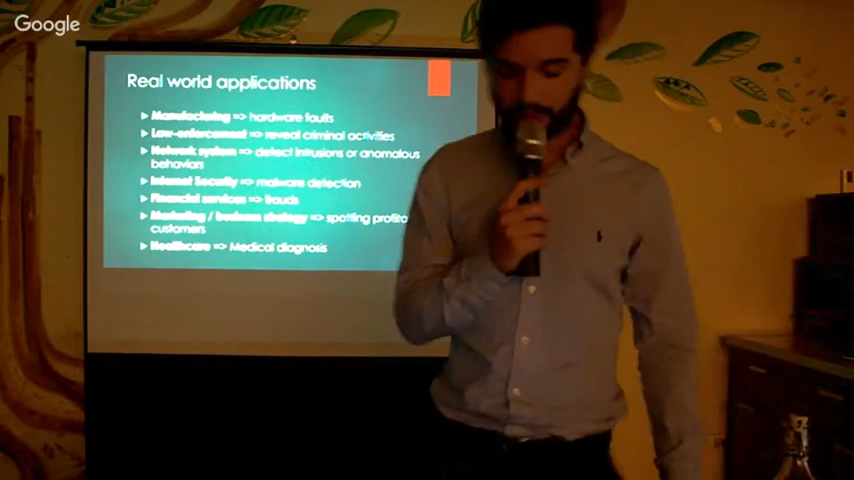 Google
Real world applications
Manufacturing => hardware faults
Law-enforcement => reveal criminal activities
Network system => detect intrusions or anomalous
behaviors
Internet Security => malware detection
Financial services => frauds
Marketing / business strategy => spotting
customers
Healthcare => Medical diagnosis